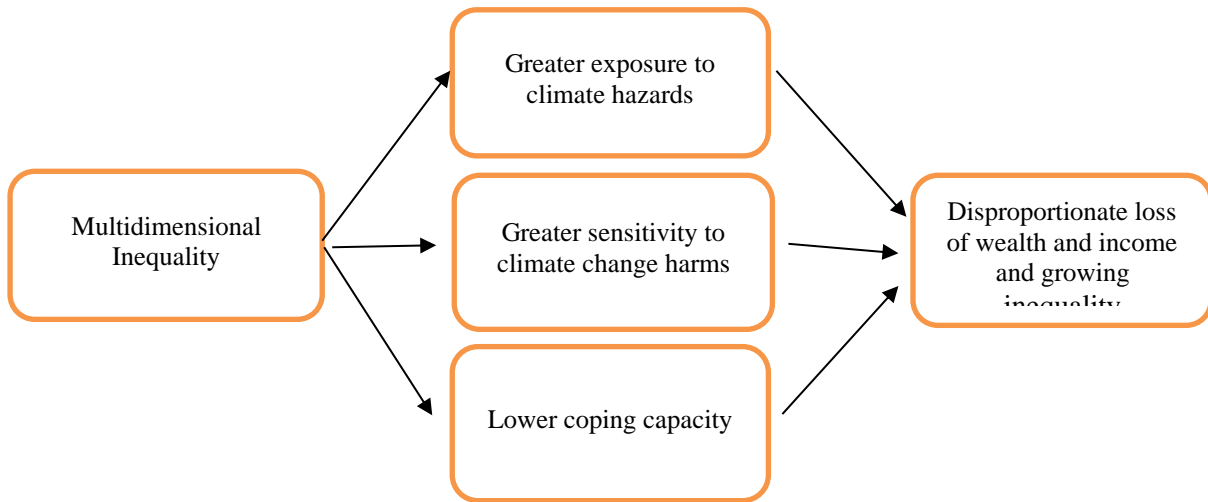 Greater exposure to
climate hazards
Multidimensional
Inequality
Greater sensitivity to
climate change harms
Lower coping capacity
Disproportionate loss
of wealth and income
and growing
inequality